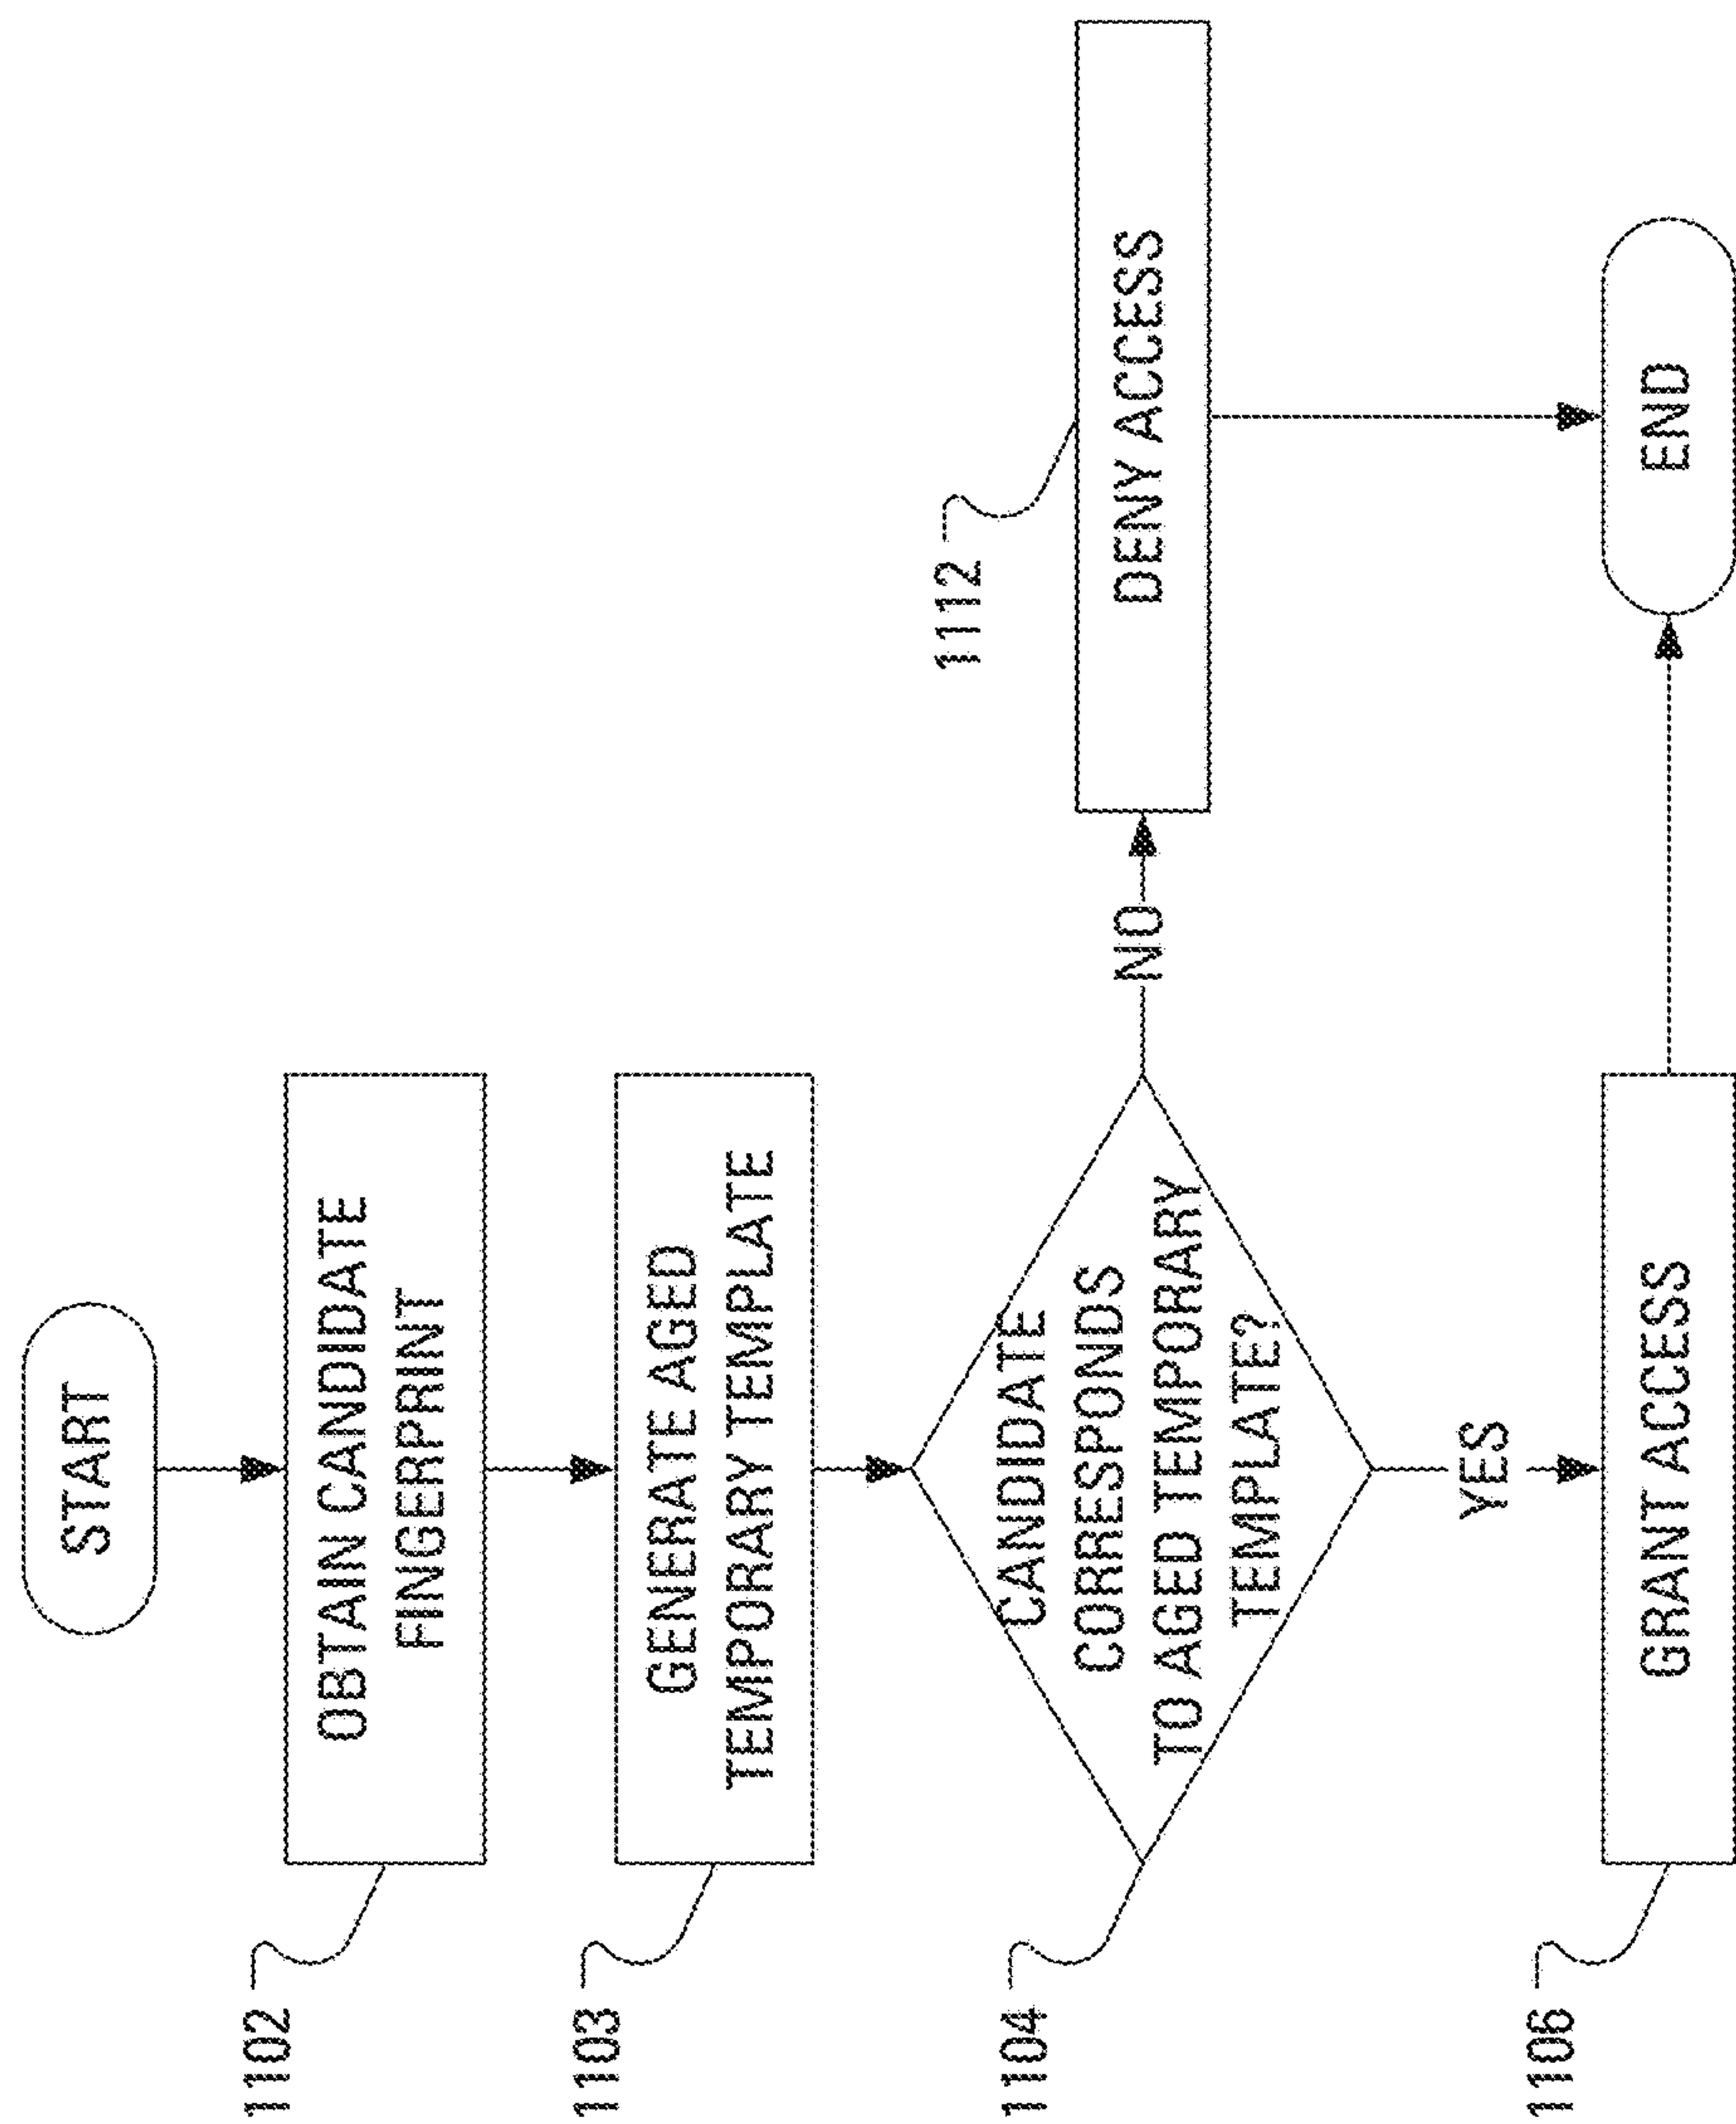 START
1102
OBTAIN CANDIDATE
FINGERPRINT
1103
GENERATE AGED
TEMPORARY TEMPLATE
1104
CANDIDATE
CORRESPONDS
TO AGED TEMPORARY
TEMPLATE?
NO
1112
DENY ACCESS
YES
1106
GRANT ACCESS
END